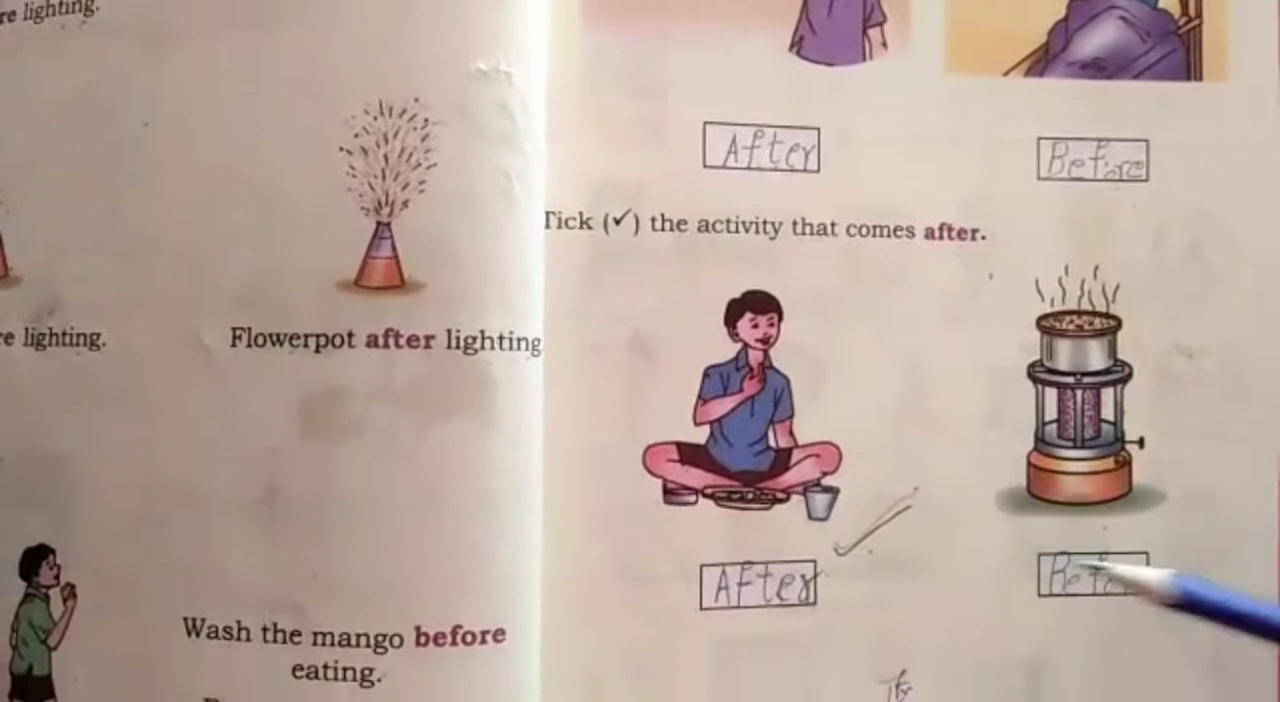 re lighting.
After
Before
Tick (✓) the activity that comes after.
re lighting.
Flowerpot after lighting
After
Wash the mango before
eating.